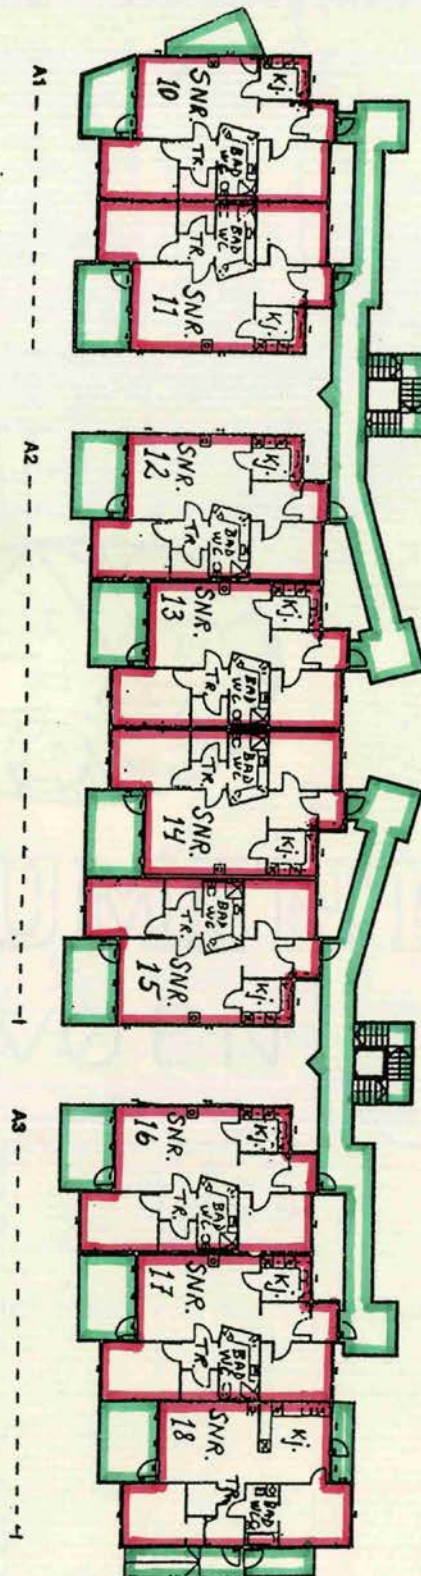 A1
SNR.
10
Kj.
BAD
WC
TR.
BAD
WC
TR.
SNR.
11
Kj.
A2
SNR.
12
Kj.
BAD
WC
TR.
SNR.
13
Kj.
BAD
WC
TR.
BAD
WC
TR.
SNR.
14
Kj.
BAD
WC
TR.
SNR
15
Kj.
A3
SNR.
16
Kj.
BAD
WC
TR.
SNR.
17
Kj.
BAD
WC
TR.
SNR.
18
Kj.
BAD
WC
TR.